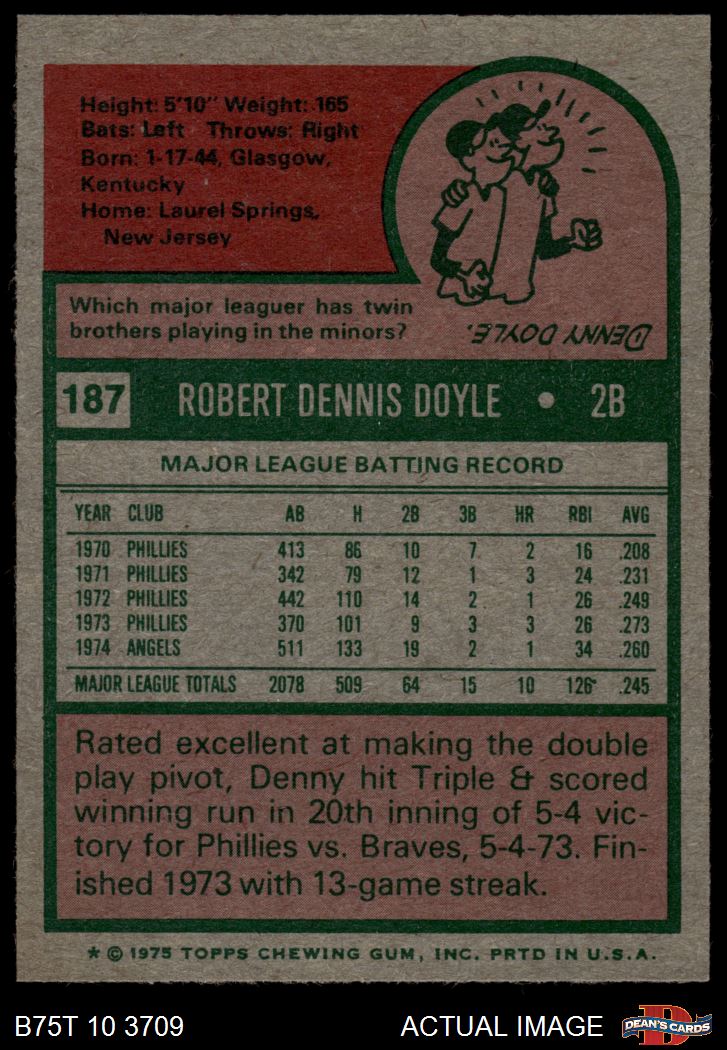 Height: 5'10" Weight: 165
Bats: Left Throws: Right
Born: 1-17-44, Glasgow,
Kentucky
Home: Laurel Springs,
New Jersey
Which major leaguer has twin
brothers playing in the minors?
DENNY DOYLE.
187 ROBERT DENNIS DOYLE • 2B
MAJOR LEAGUE BATTING RECORD
YEAR CLUB AB H 2B 3B HR RBI AVG
1970 PHILLIES 413 86 10 7 2 16 .208
1971 PHILLIES 342 79 12 1 3 24 .231
1972 PHILLIES 442 110 14 2 1 26 .249
1973 PHILLIES 370 101 9 3 3 26 .273
1974 ANGELS 511 133 19 2 1 34 .260
MAJOR LEAGUE TOTALS 2078 509 64 15 10 126 .245
Rated excellent at making the double
play pivot, Denny hit Triple & scored
winning run in 20th inning of 5-4 vic-
tory for Phillies vs. Braves, 5-4-73. Fin-
ished 1973 with 13-game streak.
* © 1975 TOPPS CHEWING GUM, INC. PRTD IN U.S.A.
B75T 10 3709 ACTUAL IMAGE D DEAN'S CARDS